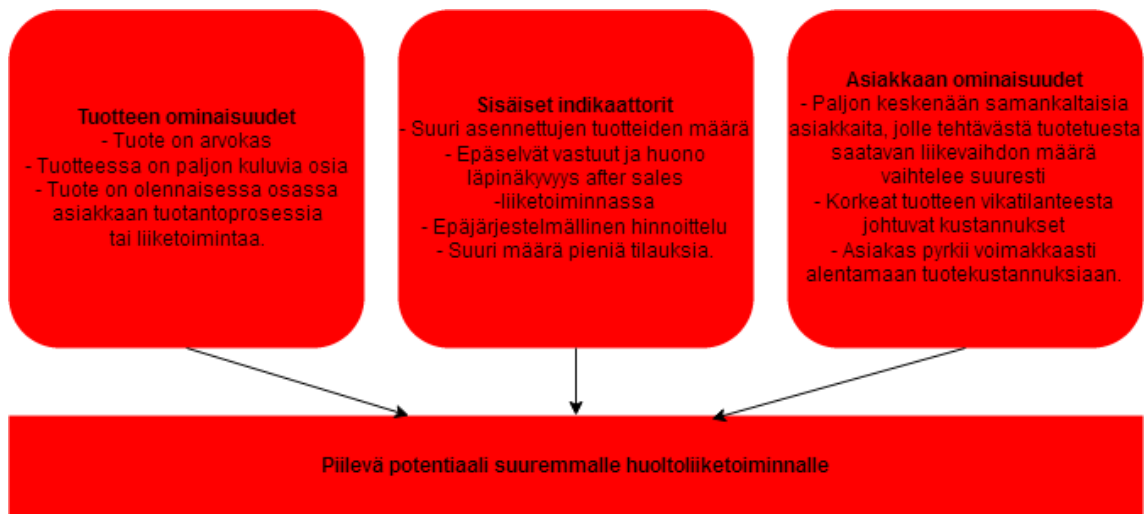 Tuotteen ominaisuudet
- Tuote on arvokas
- Tuotteessa on paljon kuluvia osia
- Tuote on olennaisessa osassa
asiakkaan tuotantoprosessia
tai liiketoimintaa.
Sisäiset indikaattorit
- Suuri asennettujen tuotteiden määrä
- Epäselvät vastuut ja huono
läpinäkyvyys after sales
-liiketoiminnassa
- Epäjärjestelmällinen hinnoittelu
- Suuri määrä pieniä tilauksia.
Asiakkaan ominaisuudet
- Paljon keskenään samankaltaisia
asiakkaita, jolle tehtävästä tuotetuesta
saatavan liikevaihdon määrä
vaihtelee suuresti
- Korkeat tuotteen vikatilanteesta
johtuvat kustannukset
- Asiakas pyrkii voimakkaasti
alentamaan tuotekustannuksiaan.
Piilevä potentiaali suuremmalle huoltoliiketoiminnalle